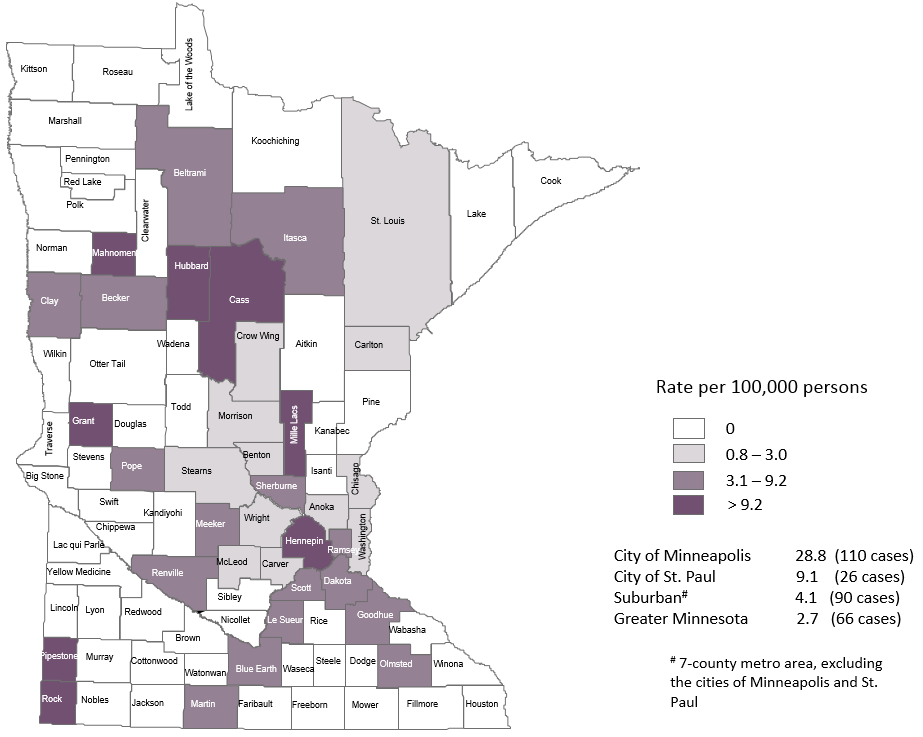 Kittson
Roseau
Lake of the Woods
Marshall
Koochiching
Pennington
Red Lake
Beltrami
Cook
Polk
Clearwater
St. Louis
Lake
Norman
Mahnomen
Itasca
Hubbard
Clay
Becker
Cass
Wadena
Crow Wing
Aitkin
Carlton
Wilkin
Otter Tail
Todd
Morrison
Mille Lacs
Pine
Grant
Douglas
Kanabec
Traverse
Stevens
Pope
Stearns
Benton
Isanti
Chisago
Big Stone
Sherburne
Swift
Kandiyohi
Meeker
Wright
Anoka
Washington
Chippewa
Hennepin
Ramse
Lac qui Parle
Yellow Medicine
Renville
McLeod
Carver
Scott
Dakota
Sibley
Lincoln
Lyon
Redwood
Nicollet
Le Sueur
Rice
Goodhue
Wabasha
Brown
Pipestone
Murray
Cottonwood
Watonwan
Blue Earth
Waseca
Steele
Dodge
Olmsted
Winona
Rock
Nobles
Jackson
Martin
Faribault
Freeborn
Mower
Fillmore
Houston
Rate per 100,000 persons
0
0.8 – 3.0
3.1 – 9.2
> 9.2
City of Minneapolis 28.8 (110 cases)
City of St. Paul 9.1 (26 cases)
Suburban# 4.1 (90 cases)
Greater Minnesota 2.7 (66 cases)
# 7-county metro area, excluding
the cities of Minneapolis and St.
Paul